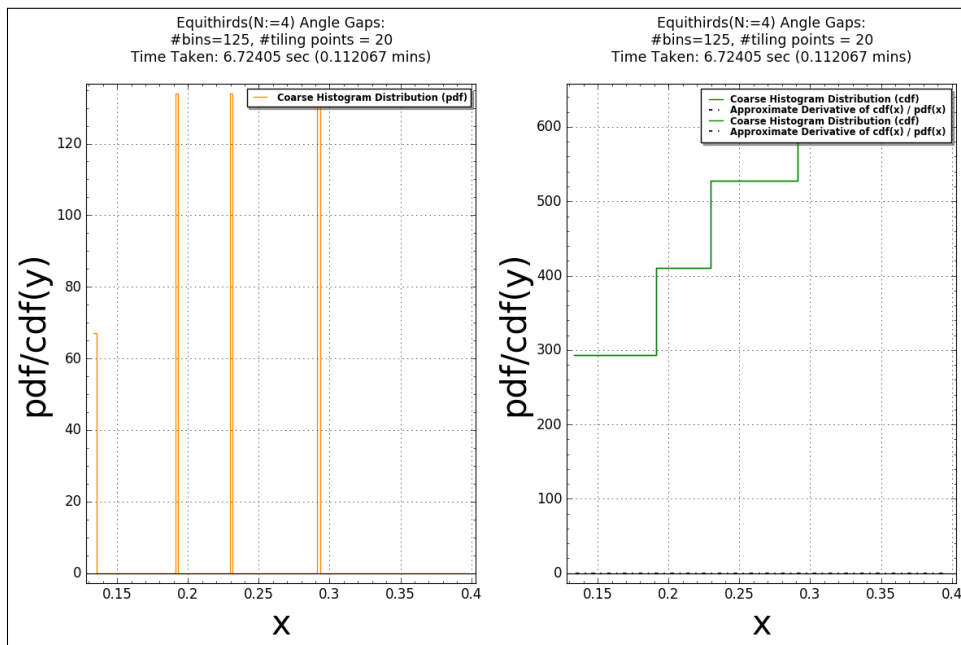 Equithirds(N:=4) Angle Gaps:
#bins=125, #tiling points = 20
Time Taken: 6.72405 sec (0.112067 mins)
Coarse Histogram Distribution (pdf)
120
100
80
60
40
20
0
0.15
0.2
0.25
0.3
0.35
0.4
pdf/cdf(y)
x
Equithirds(N:=4) Angle Gaps:
#bins=125, #tiling points = 20
Time Taken: 6.72405 sec (0.112067 mins)
Coarse Histogram Distribution (cdf)
Approximate Derivative of cdf(x) / pdf(x)
Coarse Histogram Distribution (cdf)
Approximate Derivative of cdf(x) / pdf(x)
600
500
400
300
200
100
0
0.15
0.2
0.25
0.3
0.35
0.4
pdf/cdf(y)
x